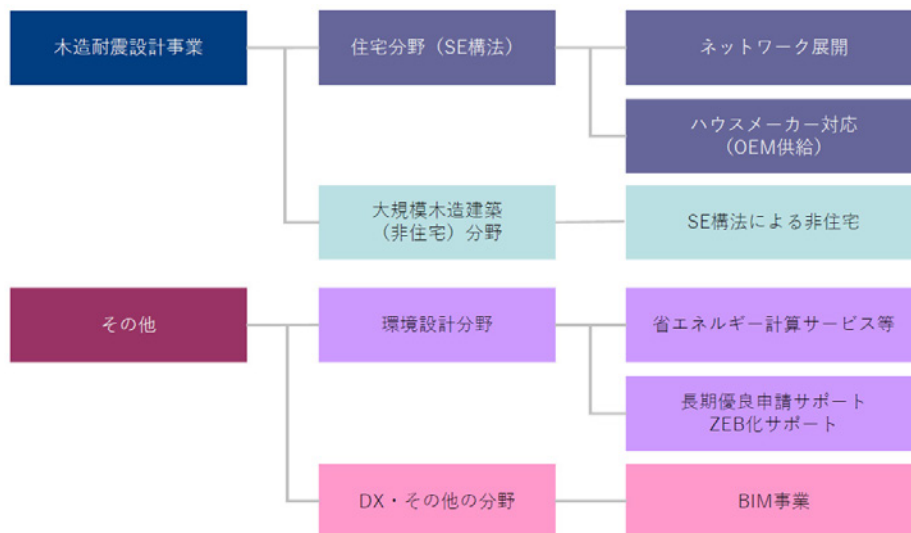 木造耐震設計事業
住宅分野（SE構法）
ネットワーク展開
ハウスメーカー対応
（OEM供給）
大規模木造建築
（非住宅）分野
SE構法による非住宅
その他
環境設計分野
省エネルギー計算サービス等
長期優良申請サポート
ZEB化サポート
DX・その他の分野
BIM事業